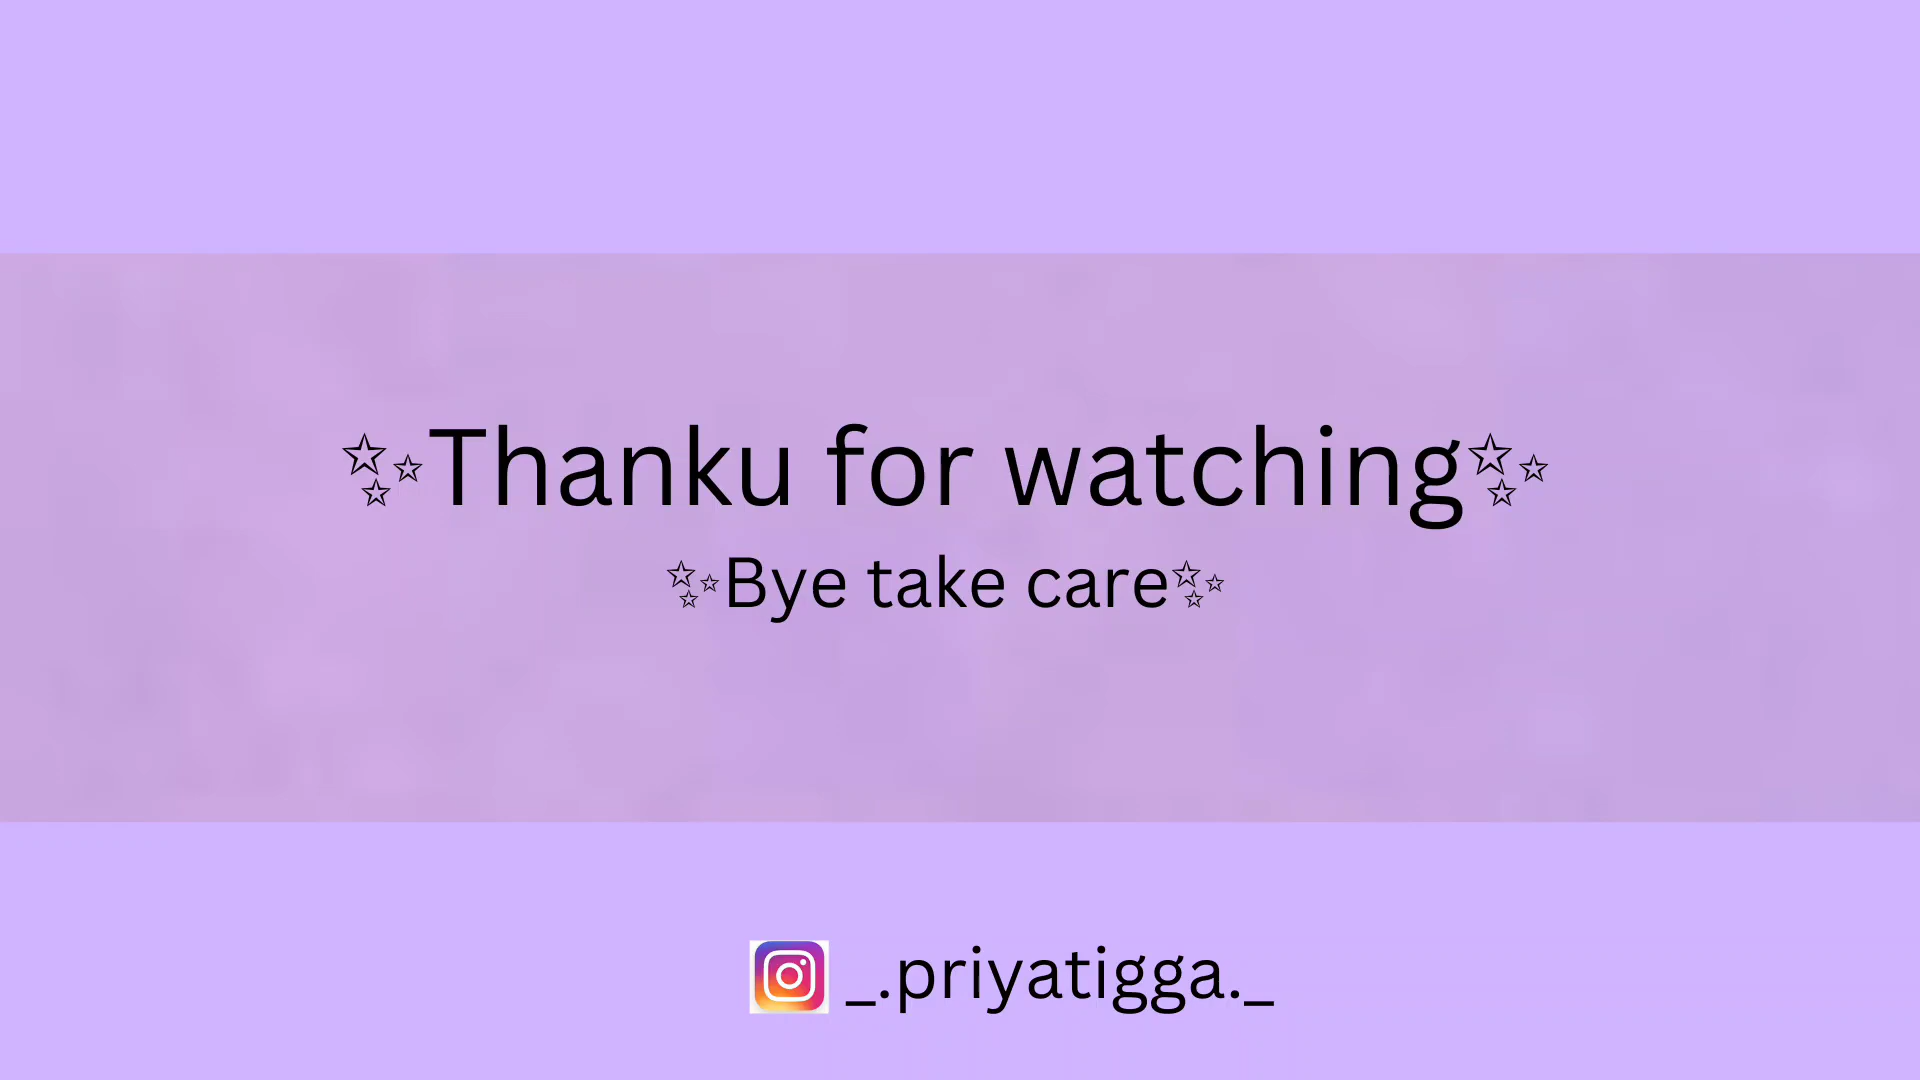 ✨Thanku for watching✨
✨Bye take care✨
_.priyatigga._